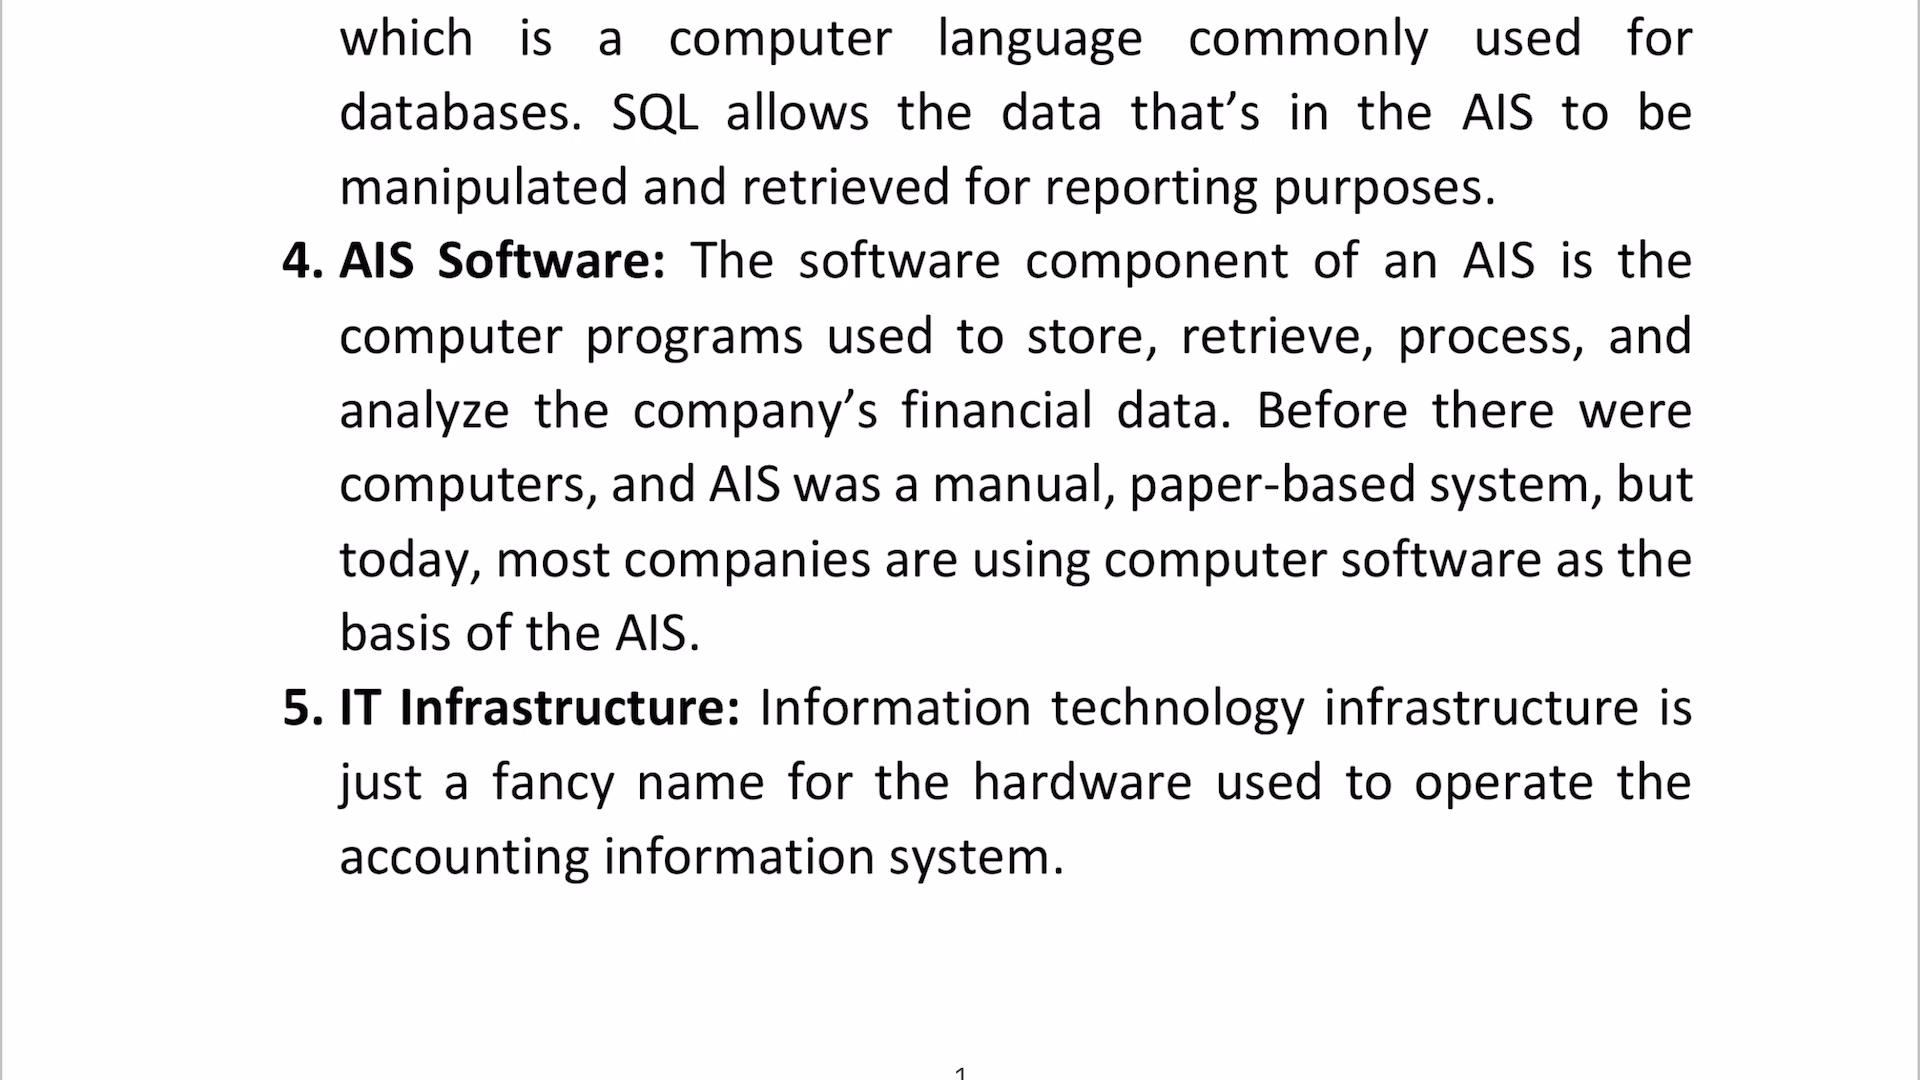 which is a computer language commonly used for
databases. SQL allows the data that’s in the AIS to be
manipulated and retrieved for reporting purposes.
4. AIS Software: The software component of an AIS is the
computer programs used to store, retrieve, process, and
analyze the company’s financial data. Before there were
computers, and AIS was a manual, paper-based system, but
today, most companies are using computer software as the
basis of the AIS.
5. IT Infrastructure: Information technology infrastructure is
just a fancy name for the hardware used to operate the
accounting information system.
1